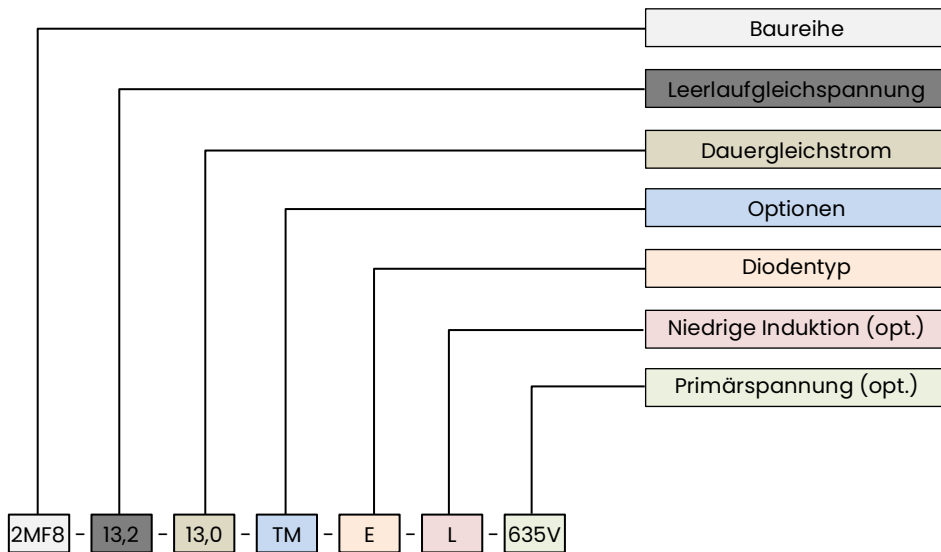 Baureihe
Leerlaufgleichspannung
Dauergleichstrom
Optionen
Diodentyp
Niedrige Induktion (opt.)
Primärspannung (opt.)
2MF8 - 13,2 - 13,0 - TM - E - L - 635V